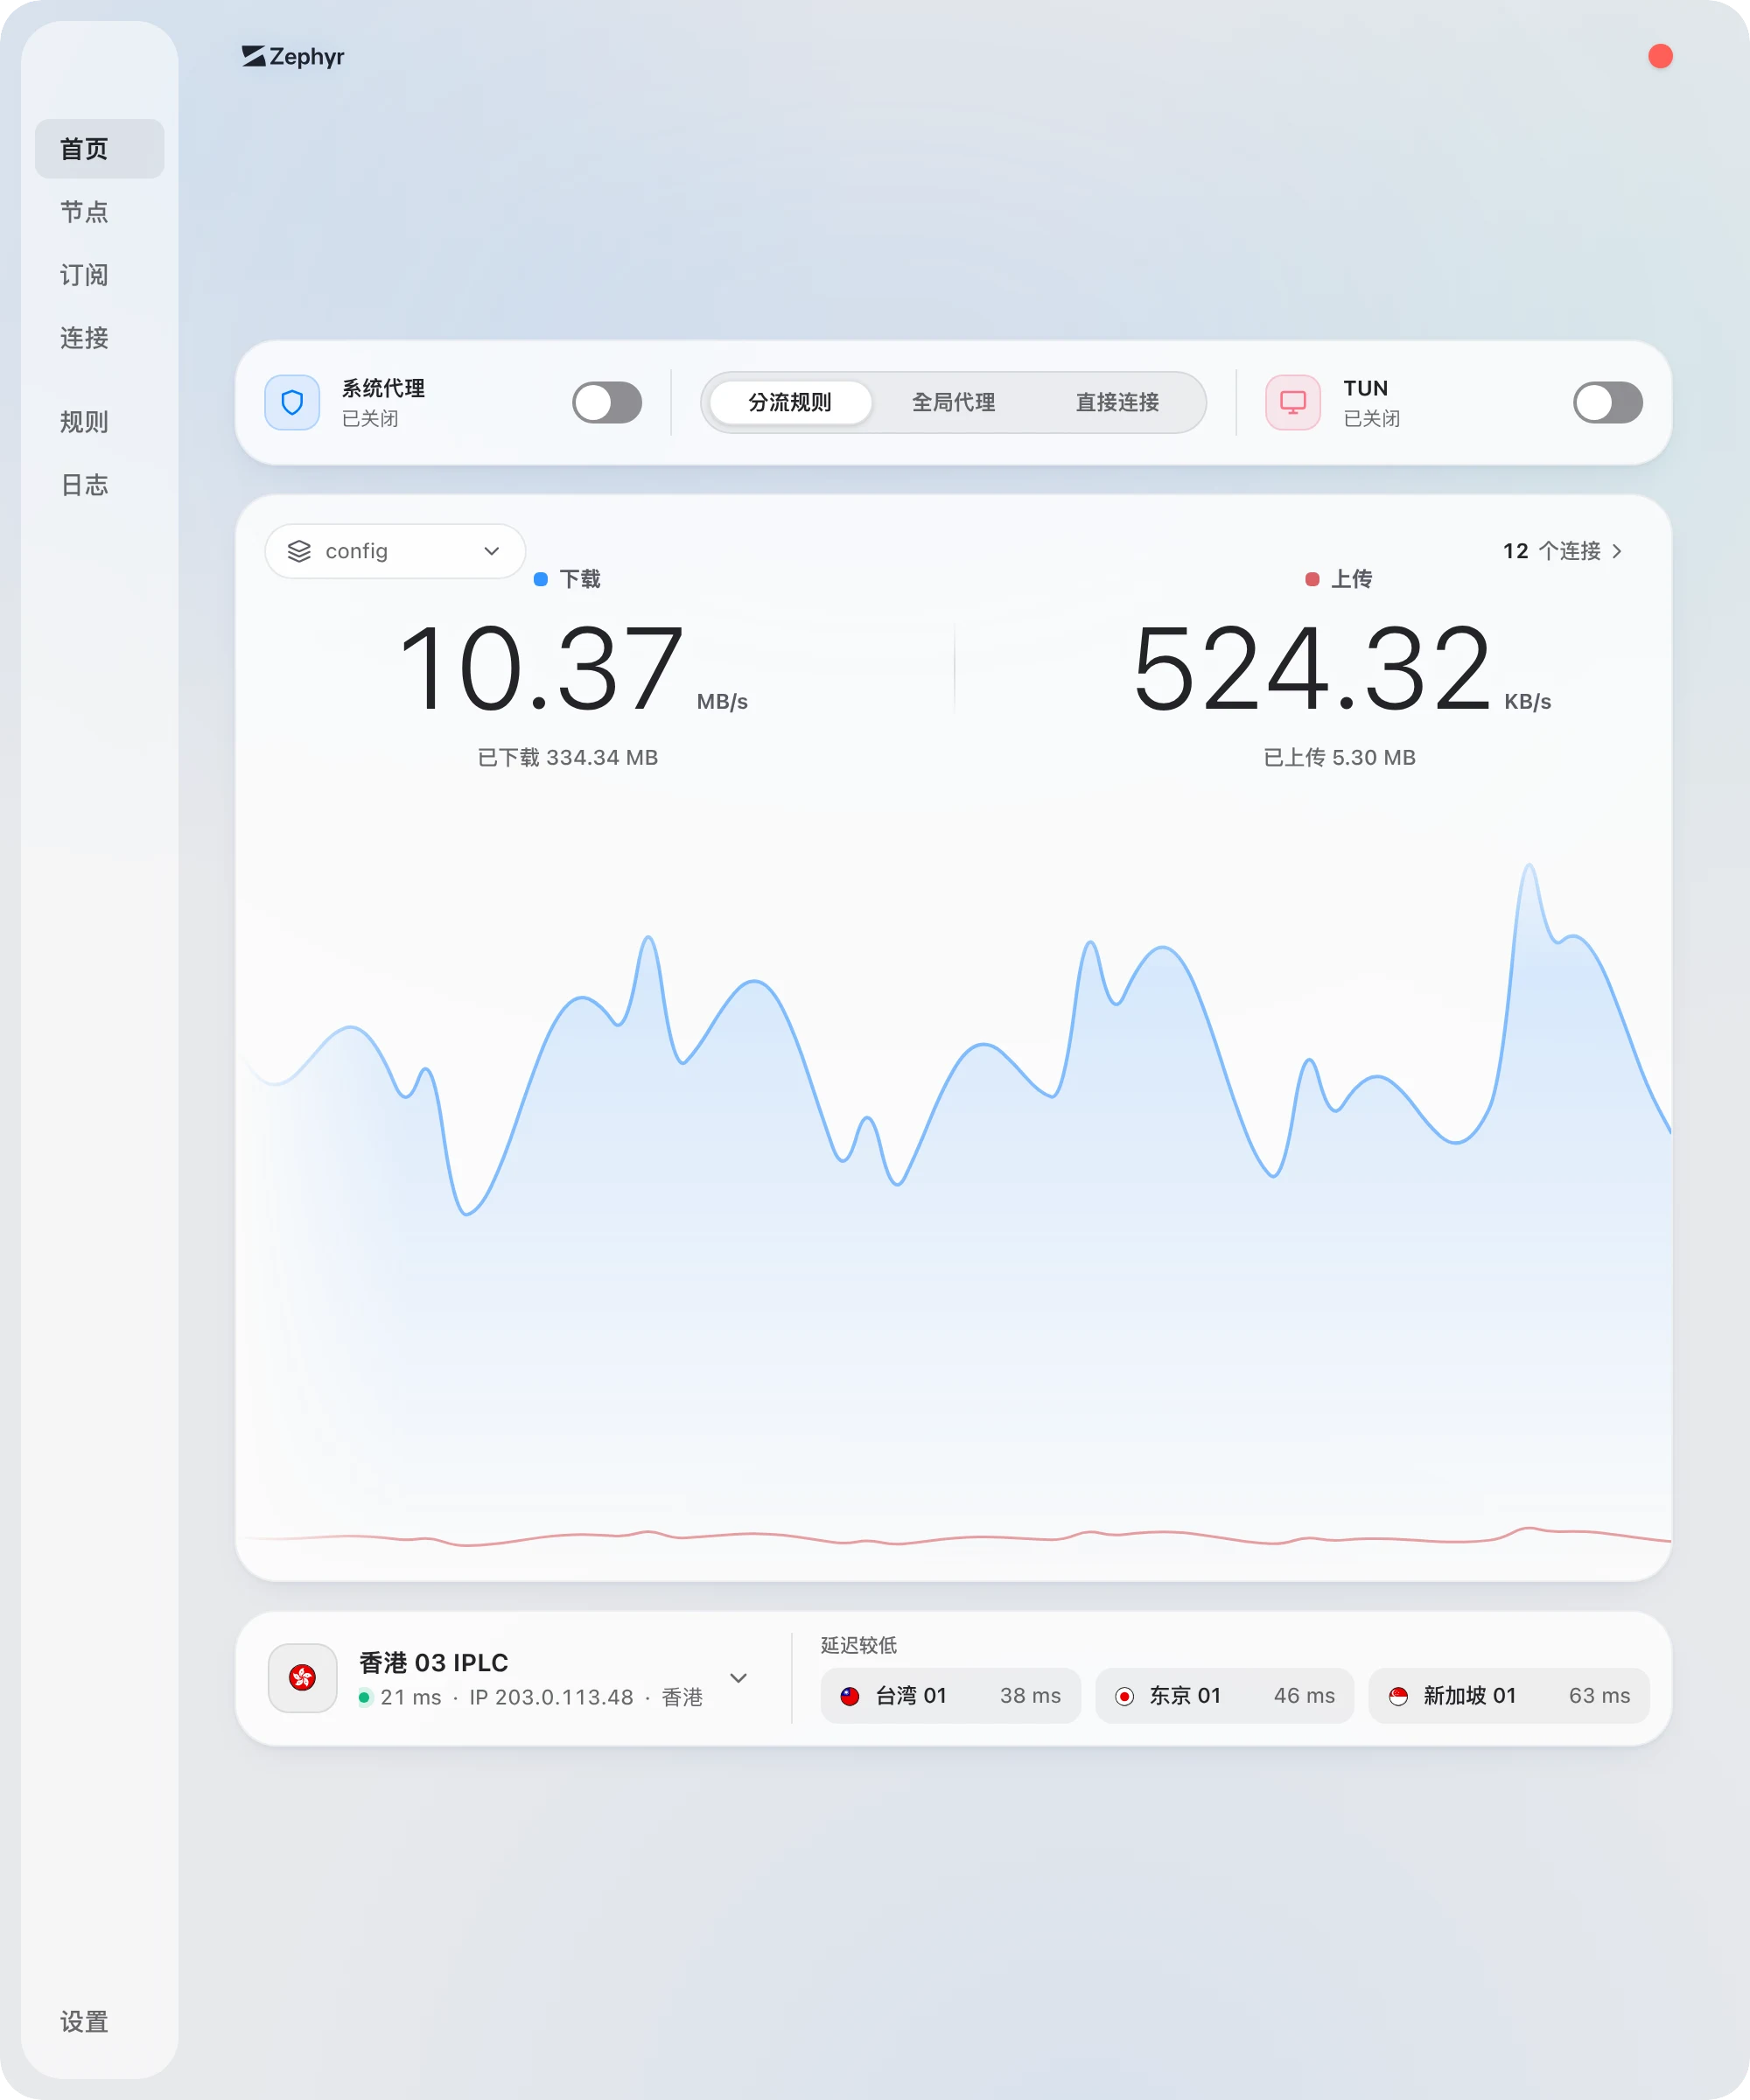 Zephyr
首页
节点
订阅
连接
规则
日志
设置
系统代理
已关闭
分流规则
全局代理
直接连接
TUN
已关闭
config
12 个连接
下载
10.37 MB/s
已下载 334.34 MB
上传
524.32 KB/s
已上传 5.30 MB
香港 03 IPLC
21 ms · IP 203.0.113.48 · 香港
延迟较低
台湾 01 38 ms
东京 01 46 ms
新加坡 01 63 ms